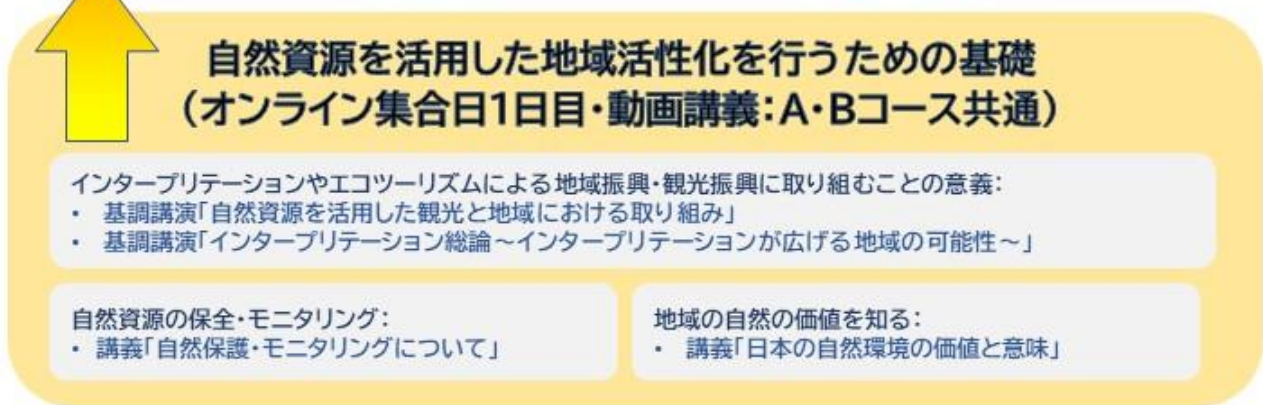 自然資源を活用した地域活性化を行うための基礎
（オンライン集合日1日目・動画講義：A・Bコース共通）
インタープリテーションやエコツーリズムによる地域振興・観光振興に取り組むことの意義：
• 基調講演「自然資源を活用した観光と地域における取り組み」
• 基調講演「インタープリテーション総論～インタープリテーションが広げる地域の可能性～」
自然資源の保全・モニタリング：
• 講義「自然保護・モニタリングについて」
地域の自然の価値を知る：
• 講義「日本の自然環境の価値と意味」